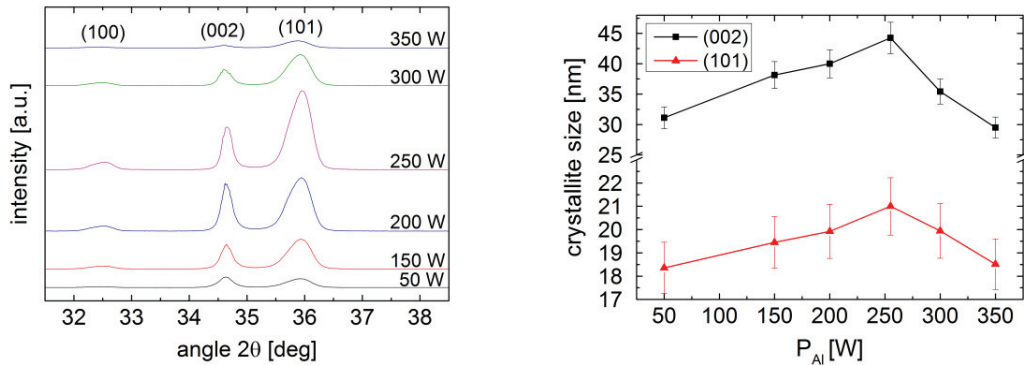 (100)
(002)
(101)
350 W
300 W
250 W
200 W
150 W
50 W
intensity [a.u.]
32 33 34 35 36 37 38
angle 2θ [deg]
(002)
(101)
45
40
35
30
25
22
21
20
19
18
17
crystallite size [nm]
50 100 150 200 250 300 350
P_Al [W]